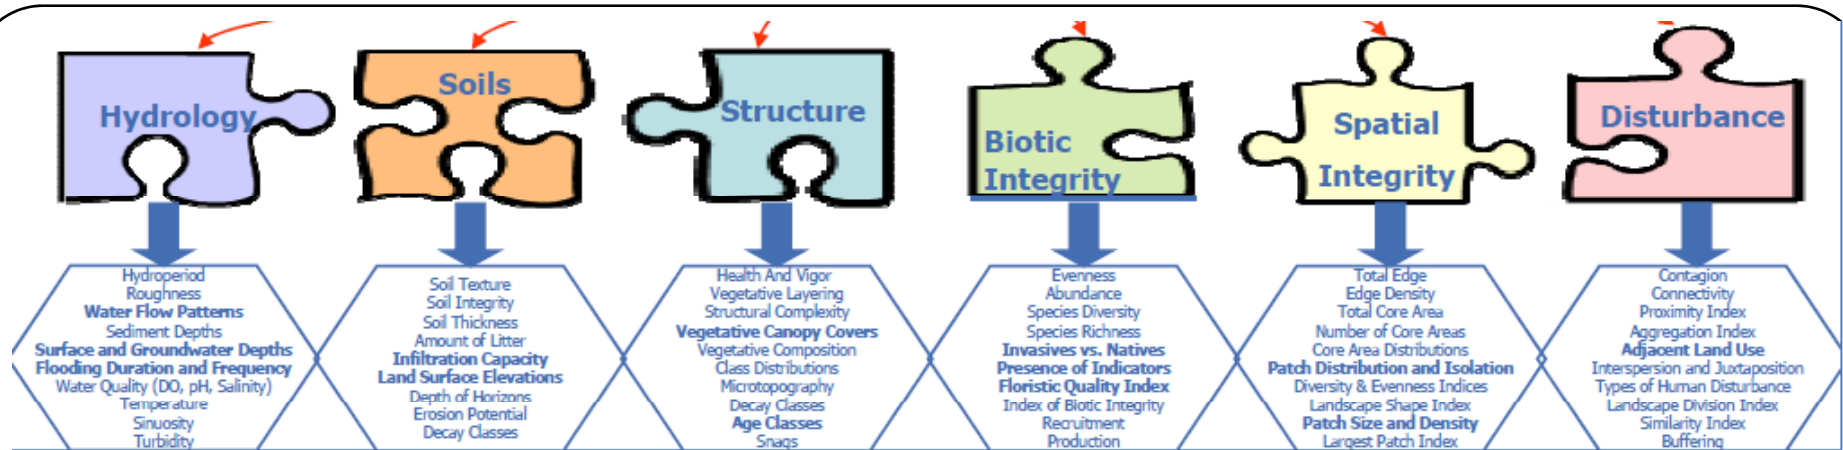 Hydrology
Soils
Structure
Biotic
Integrity
Spatial
Integrity
Disturbance
Hydroperiod
Roughness
Water Flow Patterns
Sediment Depths
Surface and Groundwater Depths
Flooding Duration and Frequency
Water Quality (DO, pH, Salinity)
Temperature
Sinuosity
Turbidity
Soil Texture
Soil Integrity
Soil Thickness
Amount of Litter
Infiltration Capacity
Land Surface Elevations
Depth of Horizons
Erosion Potential
Decay Classes
Health And Vigor
Vegetative Layering
Structural Complexity
Vegetative Canopy Covers
Vegetative Composition
Class Distributions
Microtopography
Decay Classes
Age Classes
Snags
Evenness
Abundance
Species Diversity
Species Richness
Invasives vs. Natives
Presence of Indicators
Floristic Quality Index
Index of Biotic Integrity
Recruitment
Production
Total Edge
Edge Density
Total Core Area
Number of Core Areas
Core Area Distributions
Patch Distribution and Isolation
Diversity & Evenness Indices
Landscape Shape Index
Patch Size and Density
Largest Patch Index
Contagion
Connectivity
Proximity Index
Aggregation Index
Adjacent Land Use
Interspersion and Juxtaposition
Types of Human Disturbance
Landscape Division Index
Similarity Index
Buffering